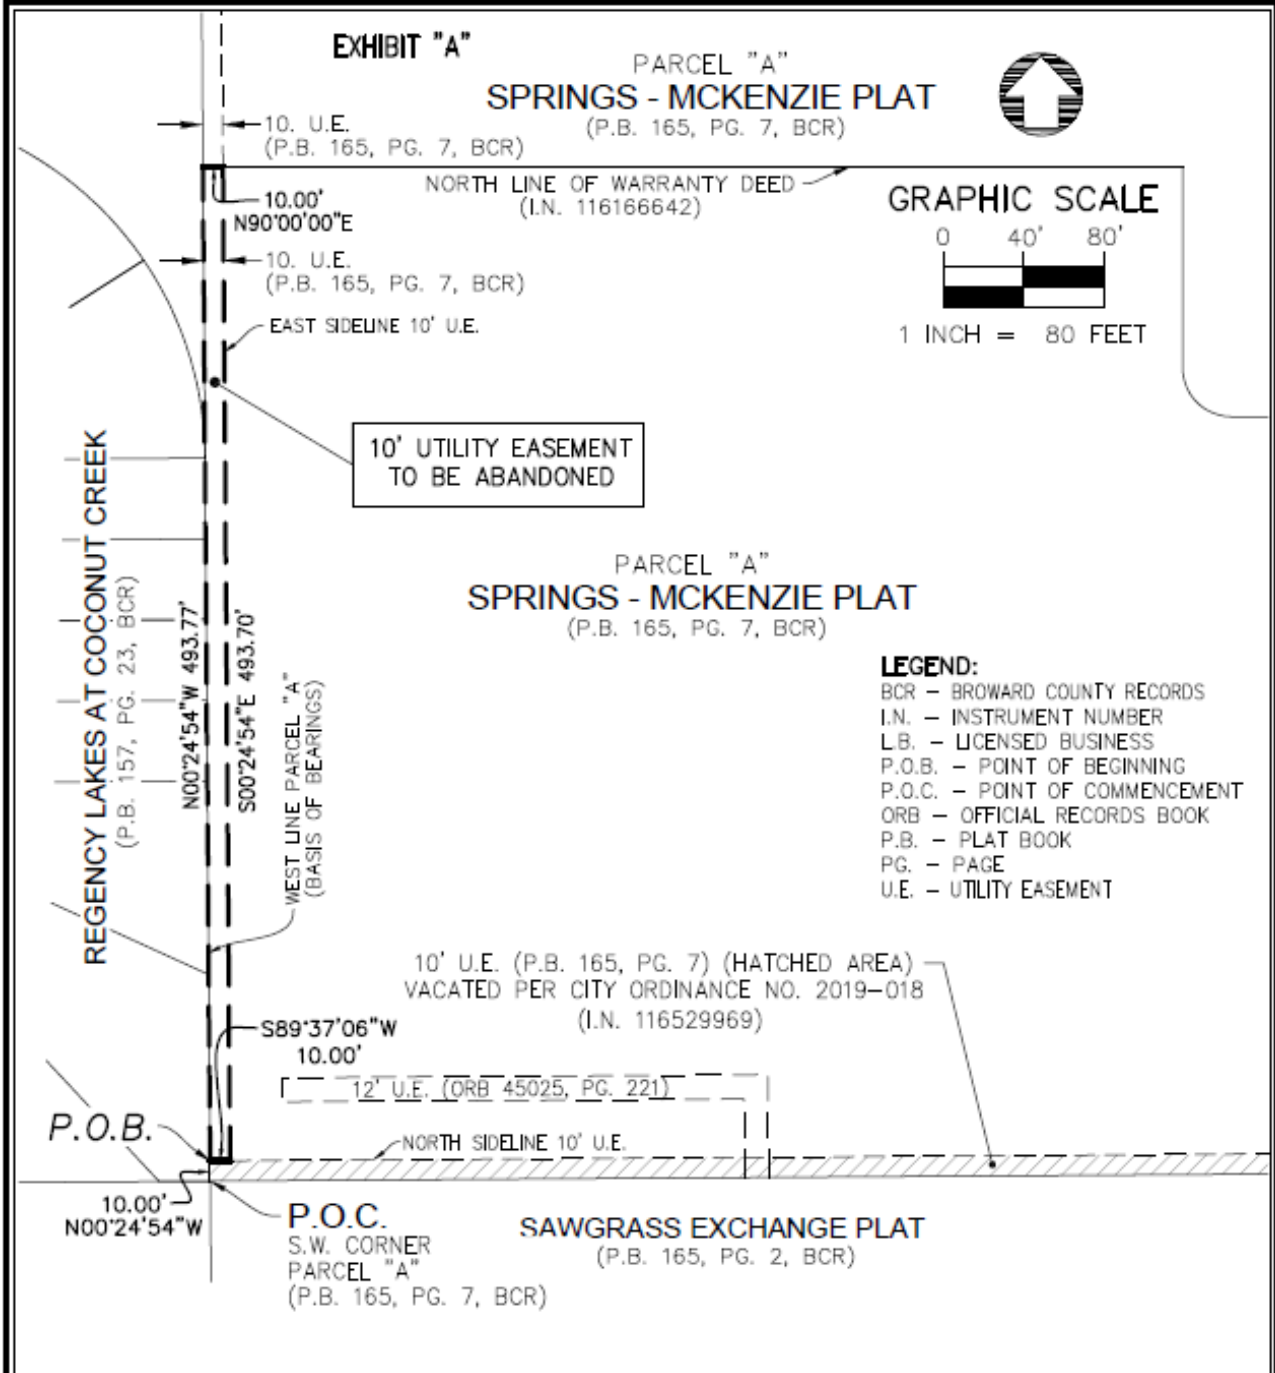 EXHIBIT "A"
PARCEL "A"
SPRINGS - MCKENZIE PLAT
(P.B. 165, PG. 7, BCR)
10. U.E.
(P.B. 165, PG. 7, BCR)
NORTH LINE OF WARRANTY DEED
(I.N. 116166642)
10.00'
N90°00'00"E
GRAPHIC SCALE
0 40' 80'
1 INCH = 80 FEET
10. U.E.
(P.B. 165, PG. 7, BCR)
EAST SIDELINE 10' U.E.
10' UTILITY EASEMENT
TO BE ABANDONED
REGENCY LAKES AT COCONUT CREEK
(P.B. 157, PG. 23, BCR)
N00°24'54"W 493.77'
S00°24'54"E 493.70'
WEST LINE PARCEL "A"
(BASIS OF BEARINGS)
PARCEL "A"
SPRINGS - MCKENZIE PLAT
(P.B. 165, PG. 7, BCR)
LEGEND:
BCR - BROWARD COUNTY RECORDS
I.N. - INSTRUMENT NUMBER
L.B. - LICENSED BUSINESS
P.O.B. - POINT OF BEGINNING
P.O.C. - POINT OF COMMENCEMENT
ORB - OFFICIAL RECORDS BOOK
P.B. - PLAT BOOK
PG. - PAGE
U.E. - UTILITY EASEMENT
10' U.E. (P.B. 165, PG. 7) (HATCHED AREA)
VACATED PER CITY ORDINANCE NO. 2019-018
(I.N. 116529969)
S89°37'06"W
10.00'
12' U.E. (ORB 45025, PG. 221)
P.O.B.
NORTH SIDELINE 10' U.E.
10.00'
N00°24'54"W
P.O.C.
S.W. CORNER
PARCEL "A"
(P.B. 165, PG. 7, BCR)
SAWGRASS EXCHANGE PLAT
(P.B. 165, PG. 2, BCR)